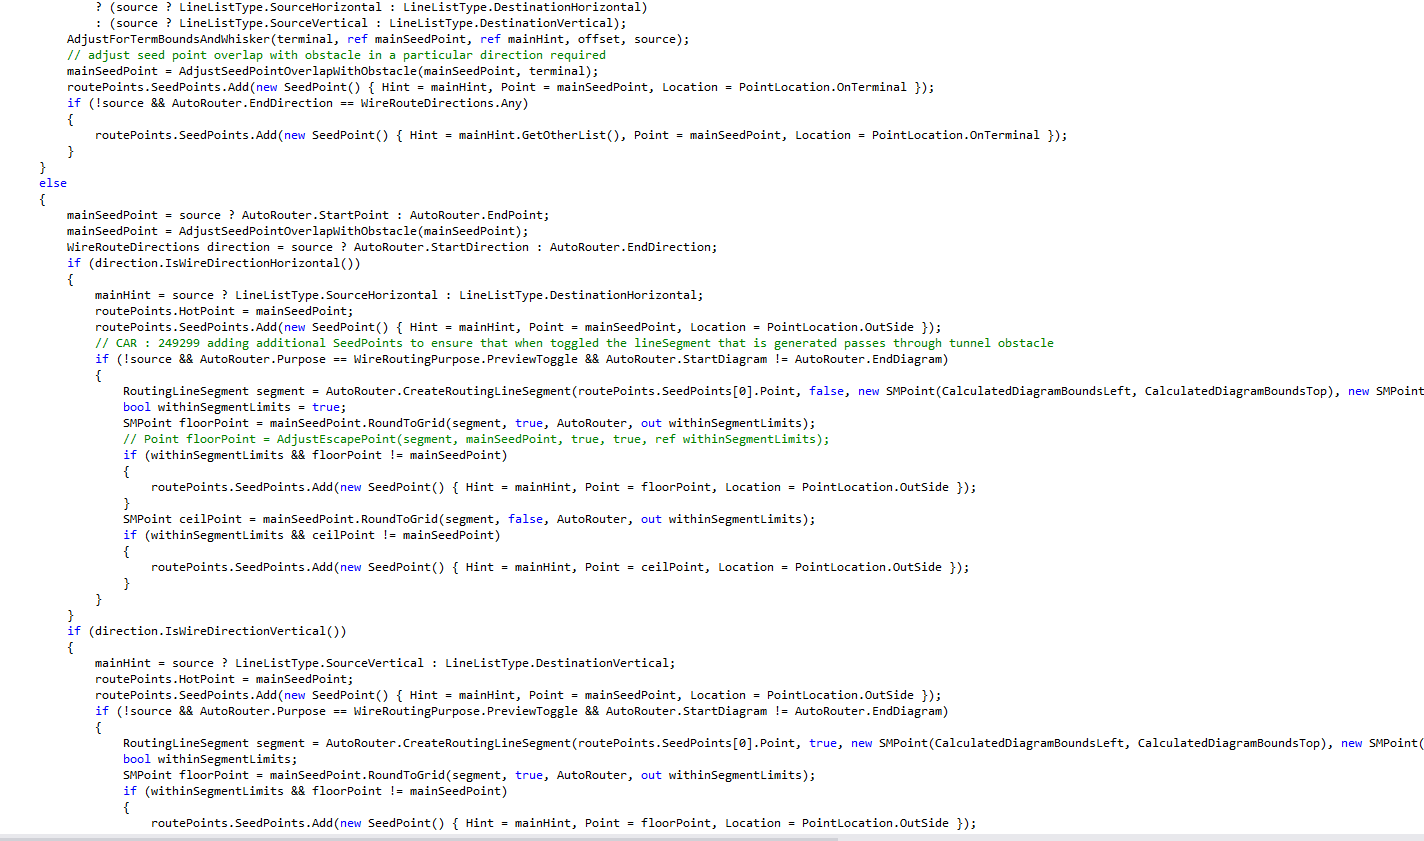 ? (source ? LineListType.SourceHorizontal : LineListType.DestinationHorizontal)
: (source ? LineListType.SourceVertical : LineListType.DestinationVertical);
AdjustForTermBoundsAndWhisker(terminal, ref mainSeedPoint, ref mainHint, offset, source);
// adjust seed point overlap with obstacle in a particular direction required
mainSeedPoint = AdjustSeedPointOverlapWithObstacle(mainSeedPoint, terminal);
routePoints.SeedPoints.Add(new SeedPoint() { Hint = mainHint, Point = mainSeedPoint, Location = PointLocation.OnTerminal });
if (!source && AutoRouter.EndDirection == WireRouteDirections.Any)
{
routePoints.SeedPoints.Add(new SeedPoint() { Hint = mainHint.GetOtherList(), Point = mainSeedPoint, Location = PointLocation.OnTerminal });
}
}
else
{
mainSeedPoint = source ? AutoRouter.StartPoint : AutoRouter.EndPoint;
mainSeedPoint = AdjustSeedPointOverlapWithObstacle(mainSeedPoint);
WireRouteDirections direction = source ? AutoRouter.StartDirection : AutoRouter.EndDirection;
if (direction.IsWireDirectionHorizontal())
{
mainHint = source ? LineListType.SourceHorizontal : LineListType.DestinationHorizontal;
routePoints.HotPoint = mainSeedPoint;
routePoints.SeedPoints.Add(new SeedPoint() { Hint = mainHint, Point = mainSeedPoint, Location = PointLocation.OutSide });
// CAR : 249299 adding additional SeedPoints to ensure that when toggled the lineSegment that is generated passes through tunnel obstacle
if (!source && AutoRouter.Purpose == WireRoutingPurpose.PreviewToggle && AutoRouter.StartDiagram != AutoRouter.EndDiagram)
{
RoutingLineSegment segment = AutoRouter.CreateRoutingLineSegment(routePoints.SeedPoints[0].Point, false, new SMPoint(CalculatedDiagramBoundsLeft, CalculatedDiagramBoundsTop), new SMPoint
bool withinSegmentLimits = true;
SMPoint floorPoint = mainSeedPoint.RoundToGrid(segment, true, AutoRouter, out withinSegmentLimits);
// Point floorPoint = AdjustEscapePoint(segment, mainSeedPoint, true, true, ref withinSegmentLimits);
if (withinSegmentLimits && floorPoint != mainSeedPoint)
{
routePoints.SeedPoints.Add(new SeedPoint() { Hint = mainHint, Point = floorPoint, Location = PointLocation.OutSide });
}
SMPoint ceilPoint = mainSeedPoint.RoundToGrid(segment, false, AutoRouter, out withinSegmentLimits);
if (withinSegmentLimits && ceilPoint != mainSeedPoint)
{
routePoints.SeedPoints.Add(new SeedPoint() { Hint = mainHint, Point = ceilPoint, Location = PointLocation.OutSide });
}
}
}
if (direction.IsWireDirectionVertical())
{
mainHint = source ? LineListType.SourceVertical : LineListType.DestinationVertical;
routePoints.HotPoint = mainSeedPoint;
routePoints.SeedPoints.Add(new SeedPoint() { Hint = mainHint, Point = mainSeedPoint, Location = PointLocation.OutSide });
if (!source && AutoRouter.Purpose == WireRoutingPurpose.PreviewToggle && AutoRouter.StartDiagram != AutoRouter.EndDiagram)
{
RoutingLineSegment segment = AutoRouter.CreateRoutingLineSegment(routePoints.SeedPoints[0].Point, true, new SMPoint(CalculatedDiagramBoundsLeft, CalculatedDiagramBoundsTop), new SMPoint(
bool withinSegmentLimits;
SMPoint floorPoint = mainSeedPoint.RoundToGrid(segment, true, AutoRouter, out withinSegmentLimits);
if (withinSegmentLimits && floorPoint != mainSeedPoint)
{
routePoints.SeedPoints.Add(new SeedPoint() { Hint = mainHint, Point = floorPoint, Location = PointLocation.OutSide });